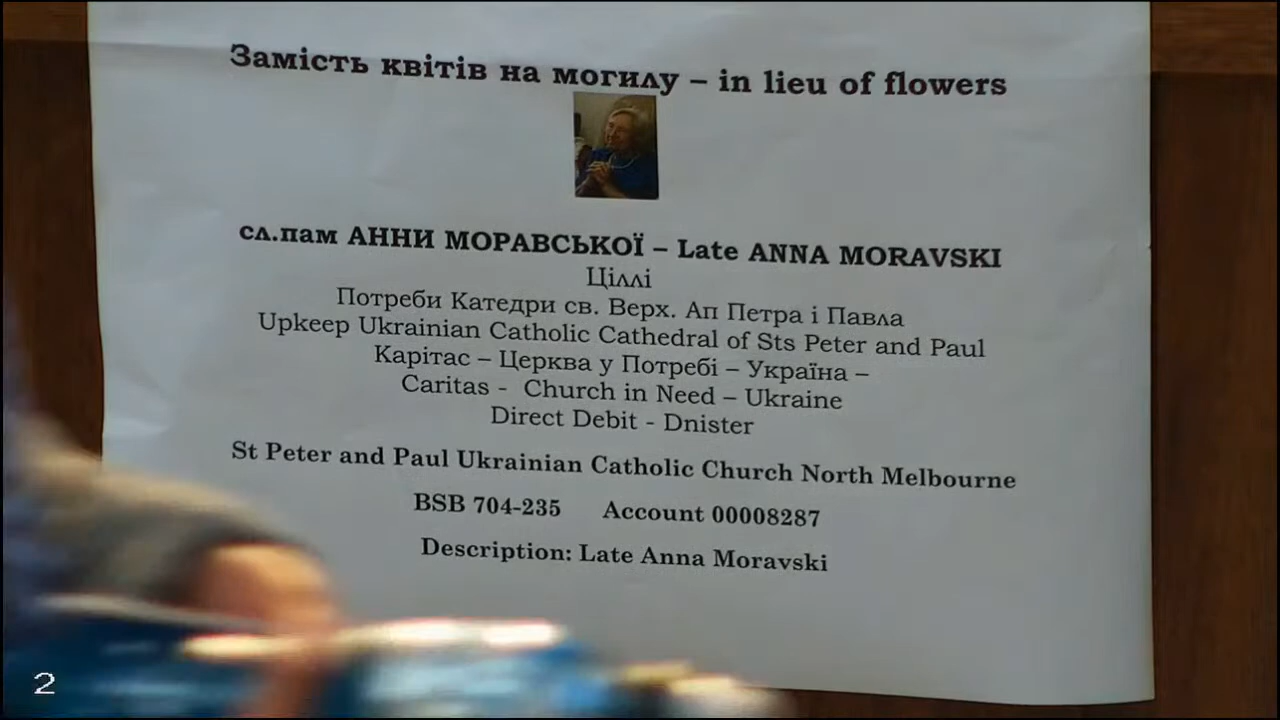 Замість квітів на могилу – in lieu of flowers
сл.пам АННИ МОРАВСЬКОЇ – Late ANNA MORAVSKI
Ціллі
Потреби Катедри св. Верх. Ап Петра і Павла
Upkeep Ukrainian Catholic Cathedral of Sts Peter and Paul
Карітас – Церква у Потребі – Україна –
Caritas - Church in Need – Ukraine
Direct Debit - Dnister
St Peter and Paul Ukrainian Catholic Church North Melbourne
BSB 704-235 Account 00008287
Description: Late Anna Moravski
2